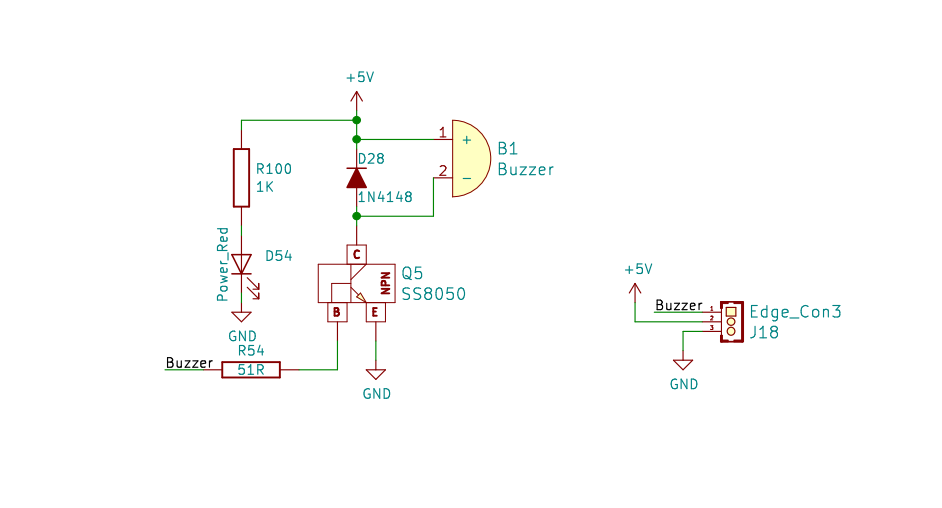 +5V
1
+
B1
Buzzer
2
−
D28
1N4148
R100
1K
Power_Red
D54
GND
C
NPN
B
E
Q5
SS8050
GND
R54
51R
Buzzer
+5V
Buzzer
1
2
3
Edge_Con3
J18
GND